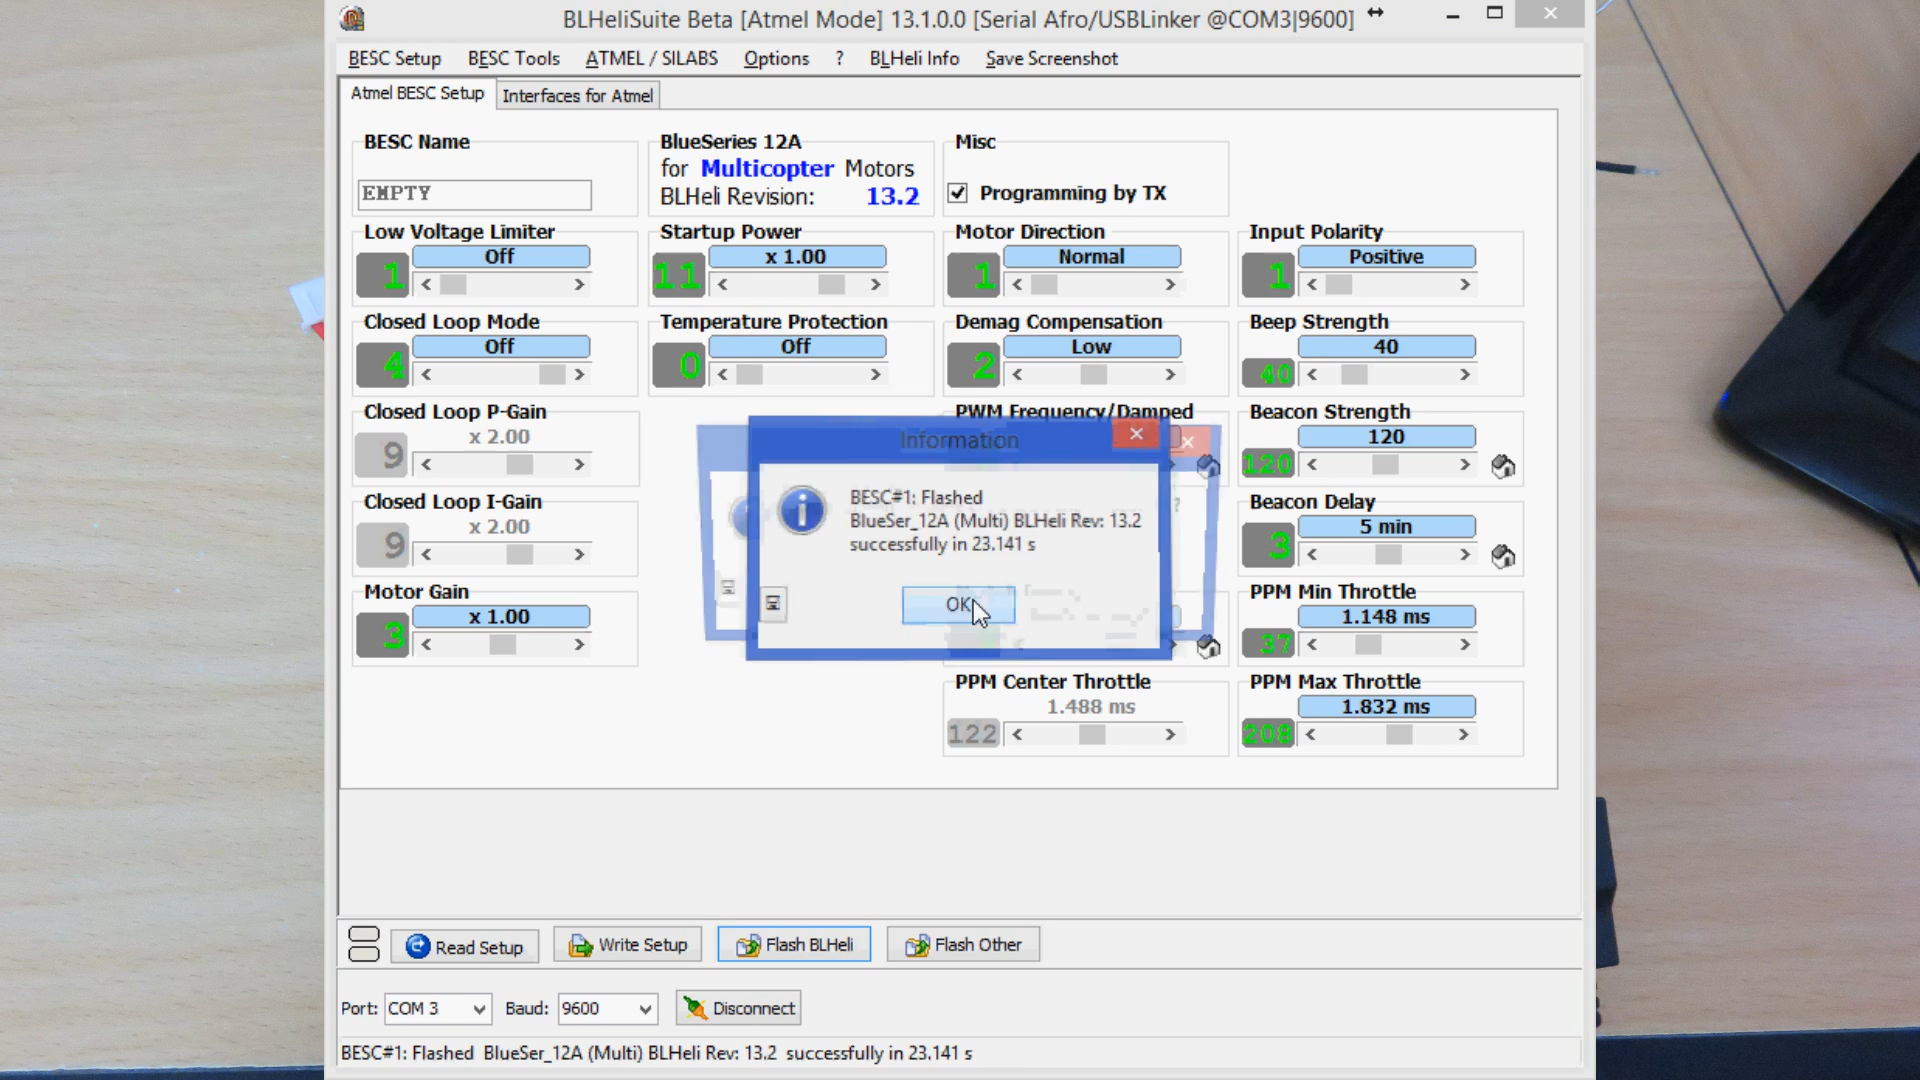 BLHeliSuite Beta [Atmel Mode] 13.1.0.0 [Serial Afro/USBLinker @COM3|9600]
BESC Setup BESC Tools ATMEL / SILABS Options ? BLHeli Info Save Screenshot
Atmel BESC Setup Interfaces for Atmel
BESC Name
EMPTY
BlueSeries 12A
for Multicopter Motors
BLHeli Revision: 13.2
Misc
Programming by TX
Low Voltage Limiter
Off
1
Startup Power
x 1.00
11
Motor Direction
Normal
1
Input Polarity
Positive
1
Closed Loop Mode
Off
4
Temperature Protection
Off
0
Demag Compensation
Low
2
Beep Strength
40
40
Closed Loop P-Gain
x 2.00
9
PWM Frequency/Damped
Beacon Strength
120
120
Closed Loop I-Gain
x 2.00
9
Beacon Delay
5 min
3
Motor Gain
x 1.00
3
PPM Min Throttle
1.148 ms
37
PPM Center Throttle
1.488 ms
122
PPM Max Throttle
1.832 ms
208
Information
BESC#1: Flashed
BlueSer_12A (Multi) BLHeli Rev: 13.2
successfully in 23.141 s
OK
Read Setup Write Setup Flash BLHeli Flash Other
Port: COM 3 Baud: 9600 Disconnect
BESC#1: Flashed BlueSer_12A (Multi) BLHeli Rev: 13.2 successfully in 23.141 s